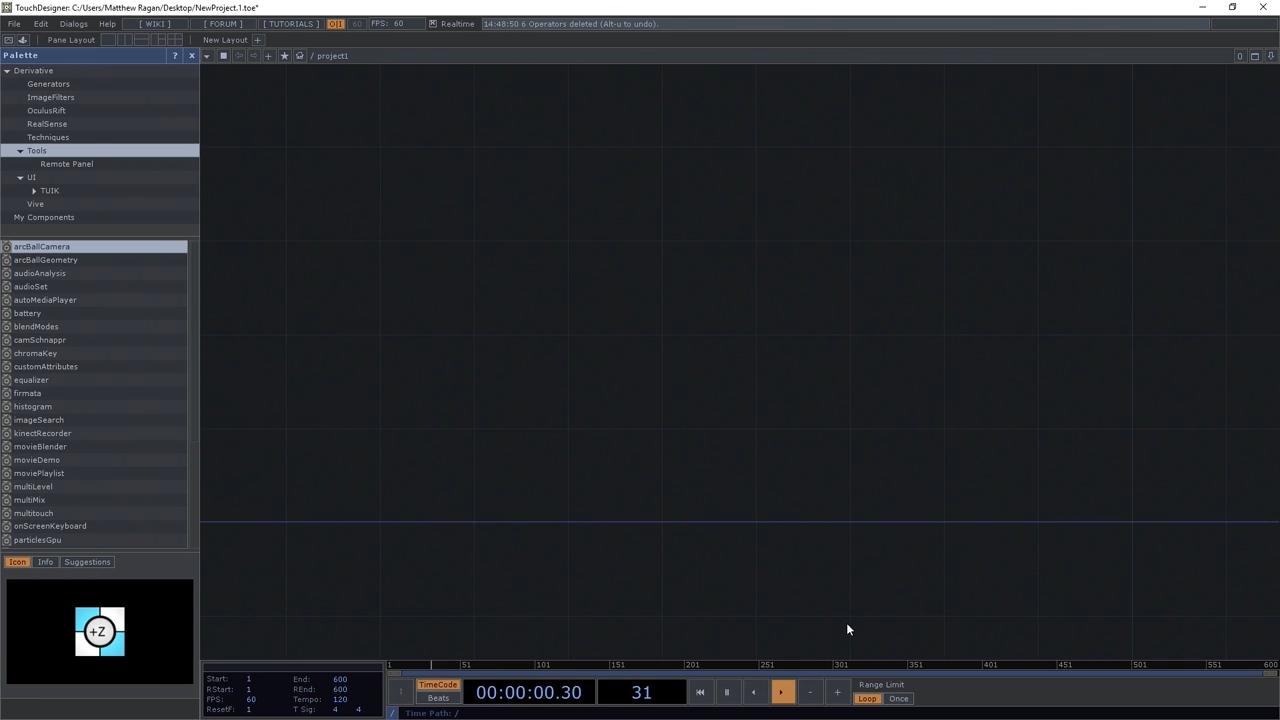 TouchDesigner: C:/Users/Matthew Ragan/Desktop/NewProject.1.toe*
File Edit Dialogs Help [ WIKI ] [ FORUM ] [ TUTORIALS ] O|I 60 FPS: 60 Realtime 14:48:50 6 Operators deleted (Alt-u to undo).
Pane Layout New Layout +
Palette ? x / project1 0
Derivative
Generators
ImageFilters
OculusRift
RealSense
Techniques
Tools
Remote Panel
UI
TUIK
Vive
My Components
arcBallCamera
arcBallGeometry
audioAnalysis
audioSet
autoMediaPlayer
battery
blendModes
camSchnappr
chromaKey
customAttributes
equalizer
firmata
histogram
imageSearch
kinectRecorder
movieBlender
movieDemo
moviePlaylist
multiLevel
multiMix
multitouch
onScreenKeyboard
particlesGpu
Icon Info Suggestions
+Z
1 51 101 151 201 251 301 351 401 451 501 551 600
Start: 1 End: 600
RStart: 1 REnd: 600
FPS: 60 Tempo: 120
ResetF: 1 T Sig: 4 4
TimeCode
Beats
00:00:00.30 31
- +
Range Limit
Loop Once
/ Time Path: /